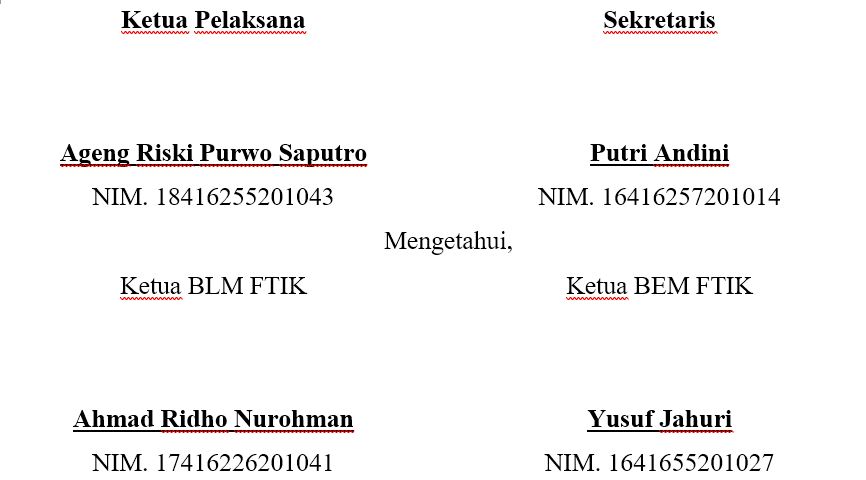 Ketua Pelaksana Sekretaris
Ageng Riski Purwo Saputro Putri Andini
NIM. 18416255201043 NIM. 16416257201014
Mengetahui,
Ketua BLM FTIK Ketua BEM FTIK
Ahmad Ridho Nurohman Yusuf Jahuri
NIM. 17416226201041 NIM. 1641655201027